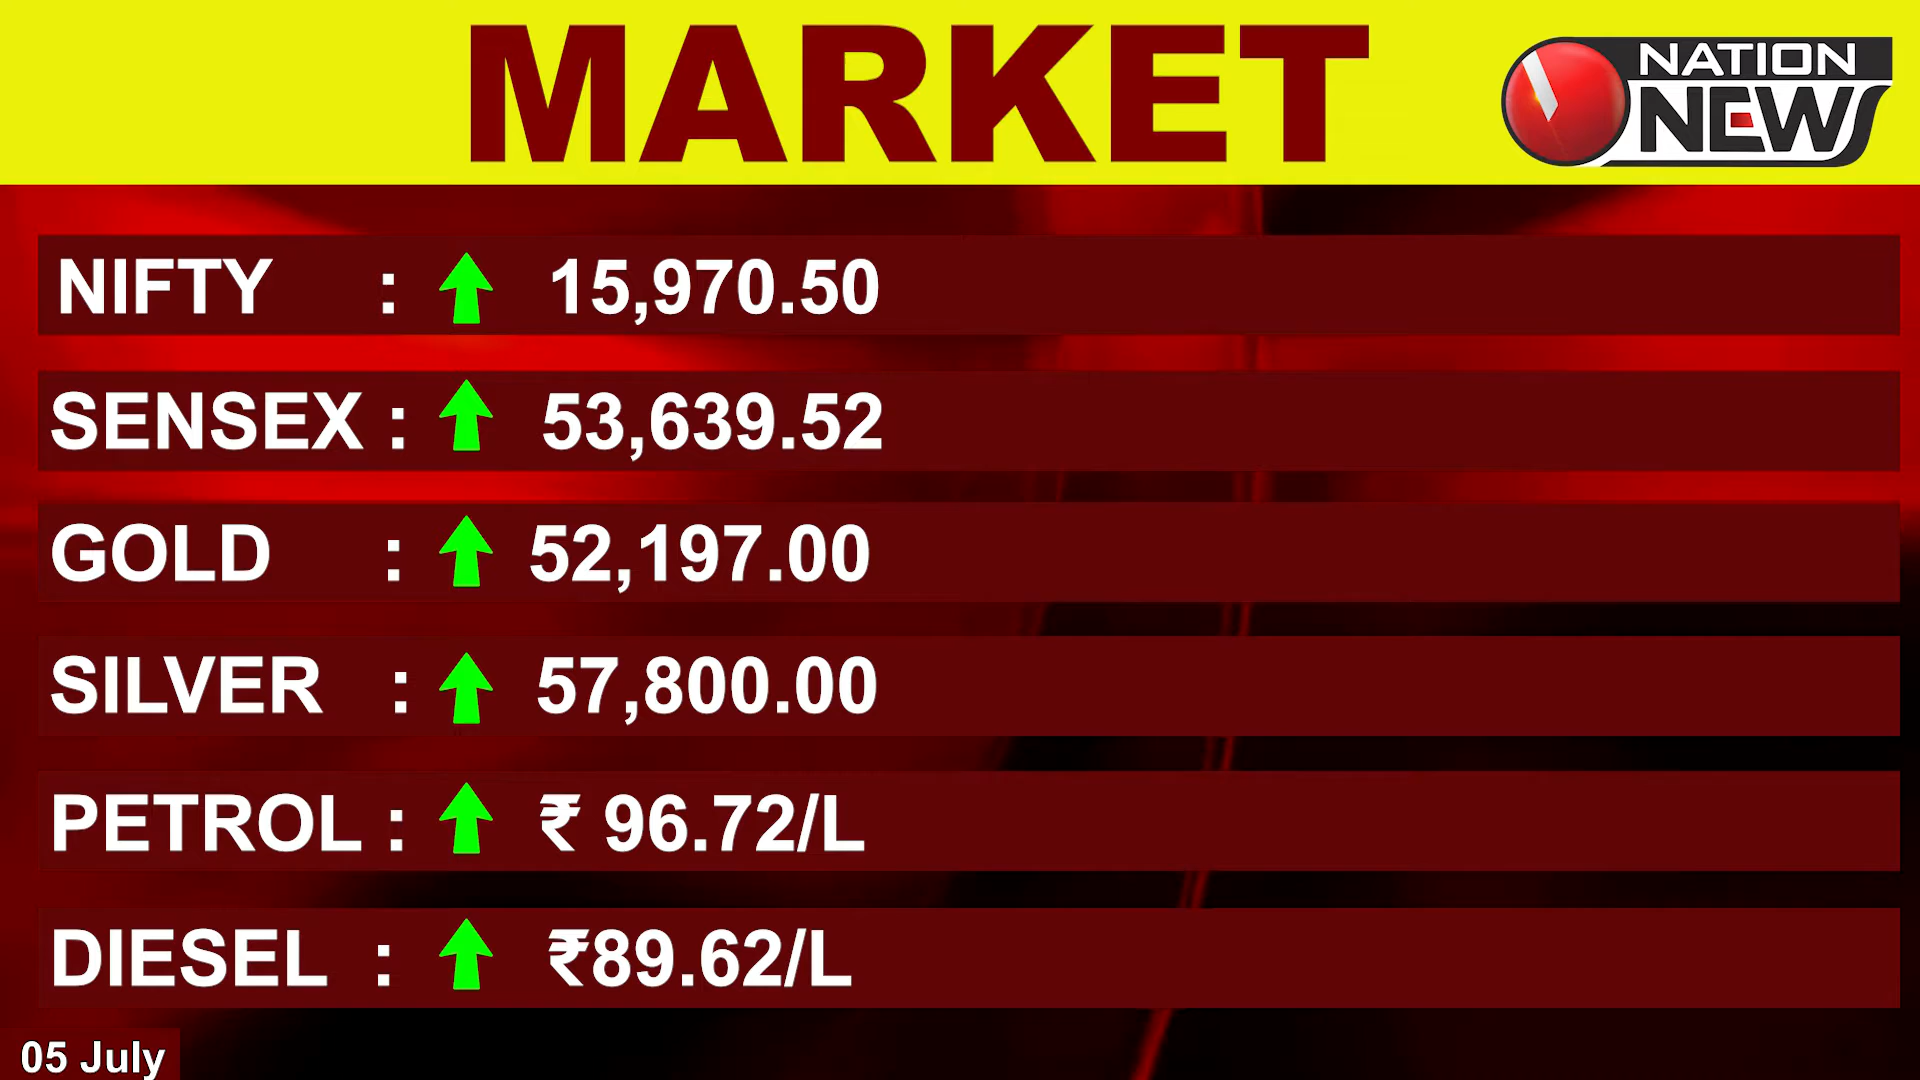 MARKET
NATION
NEWS
NIFTY : 15,970.50
SENSEX : 53,639.52
GOLD : 52,197.00
SILVER : 57,800.00
PETROL : ₹ 96.72/L
DIESEL : ₹89.62/L
05 July